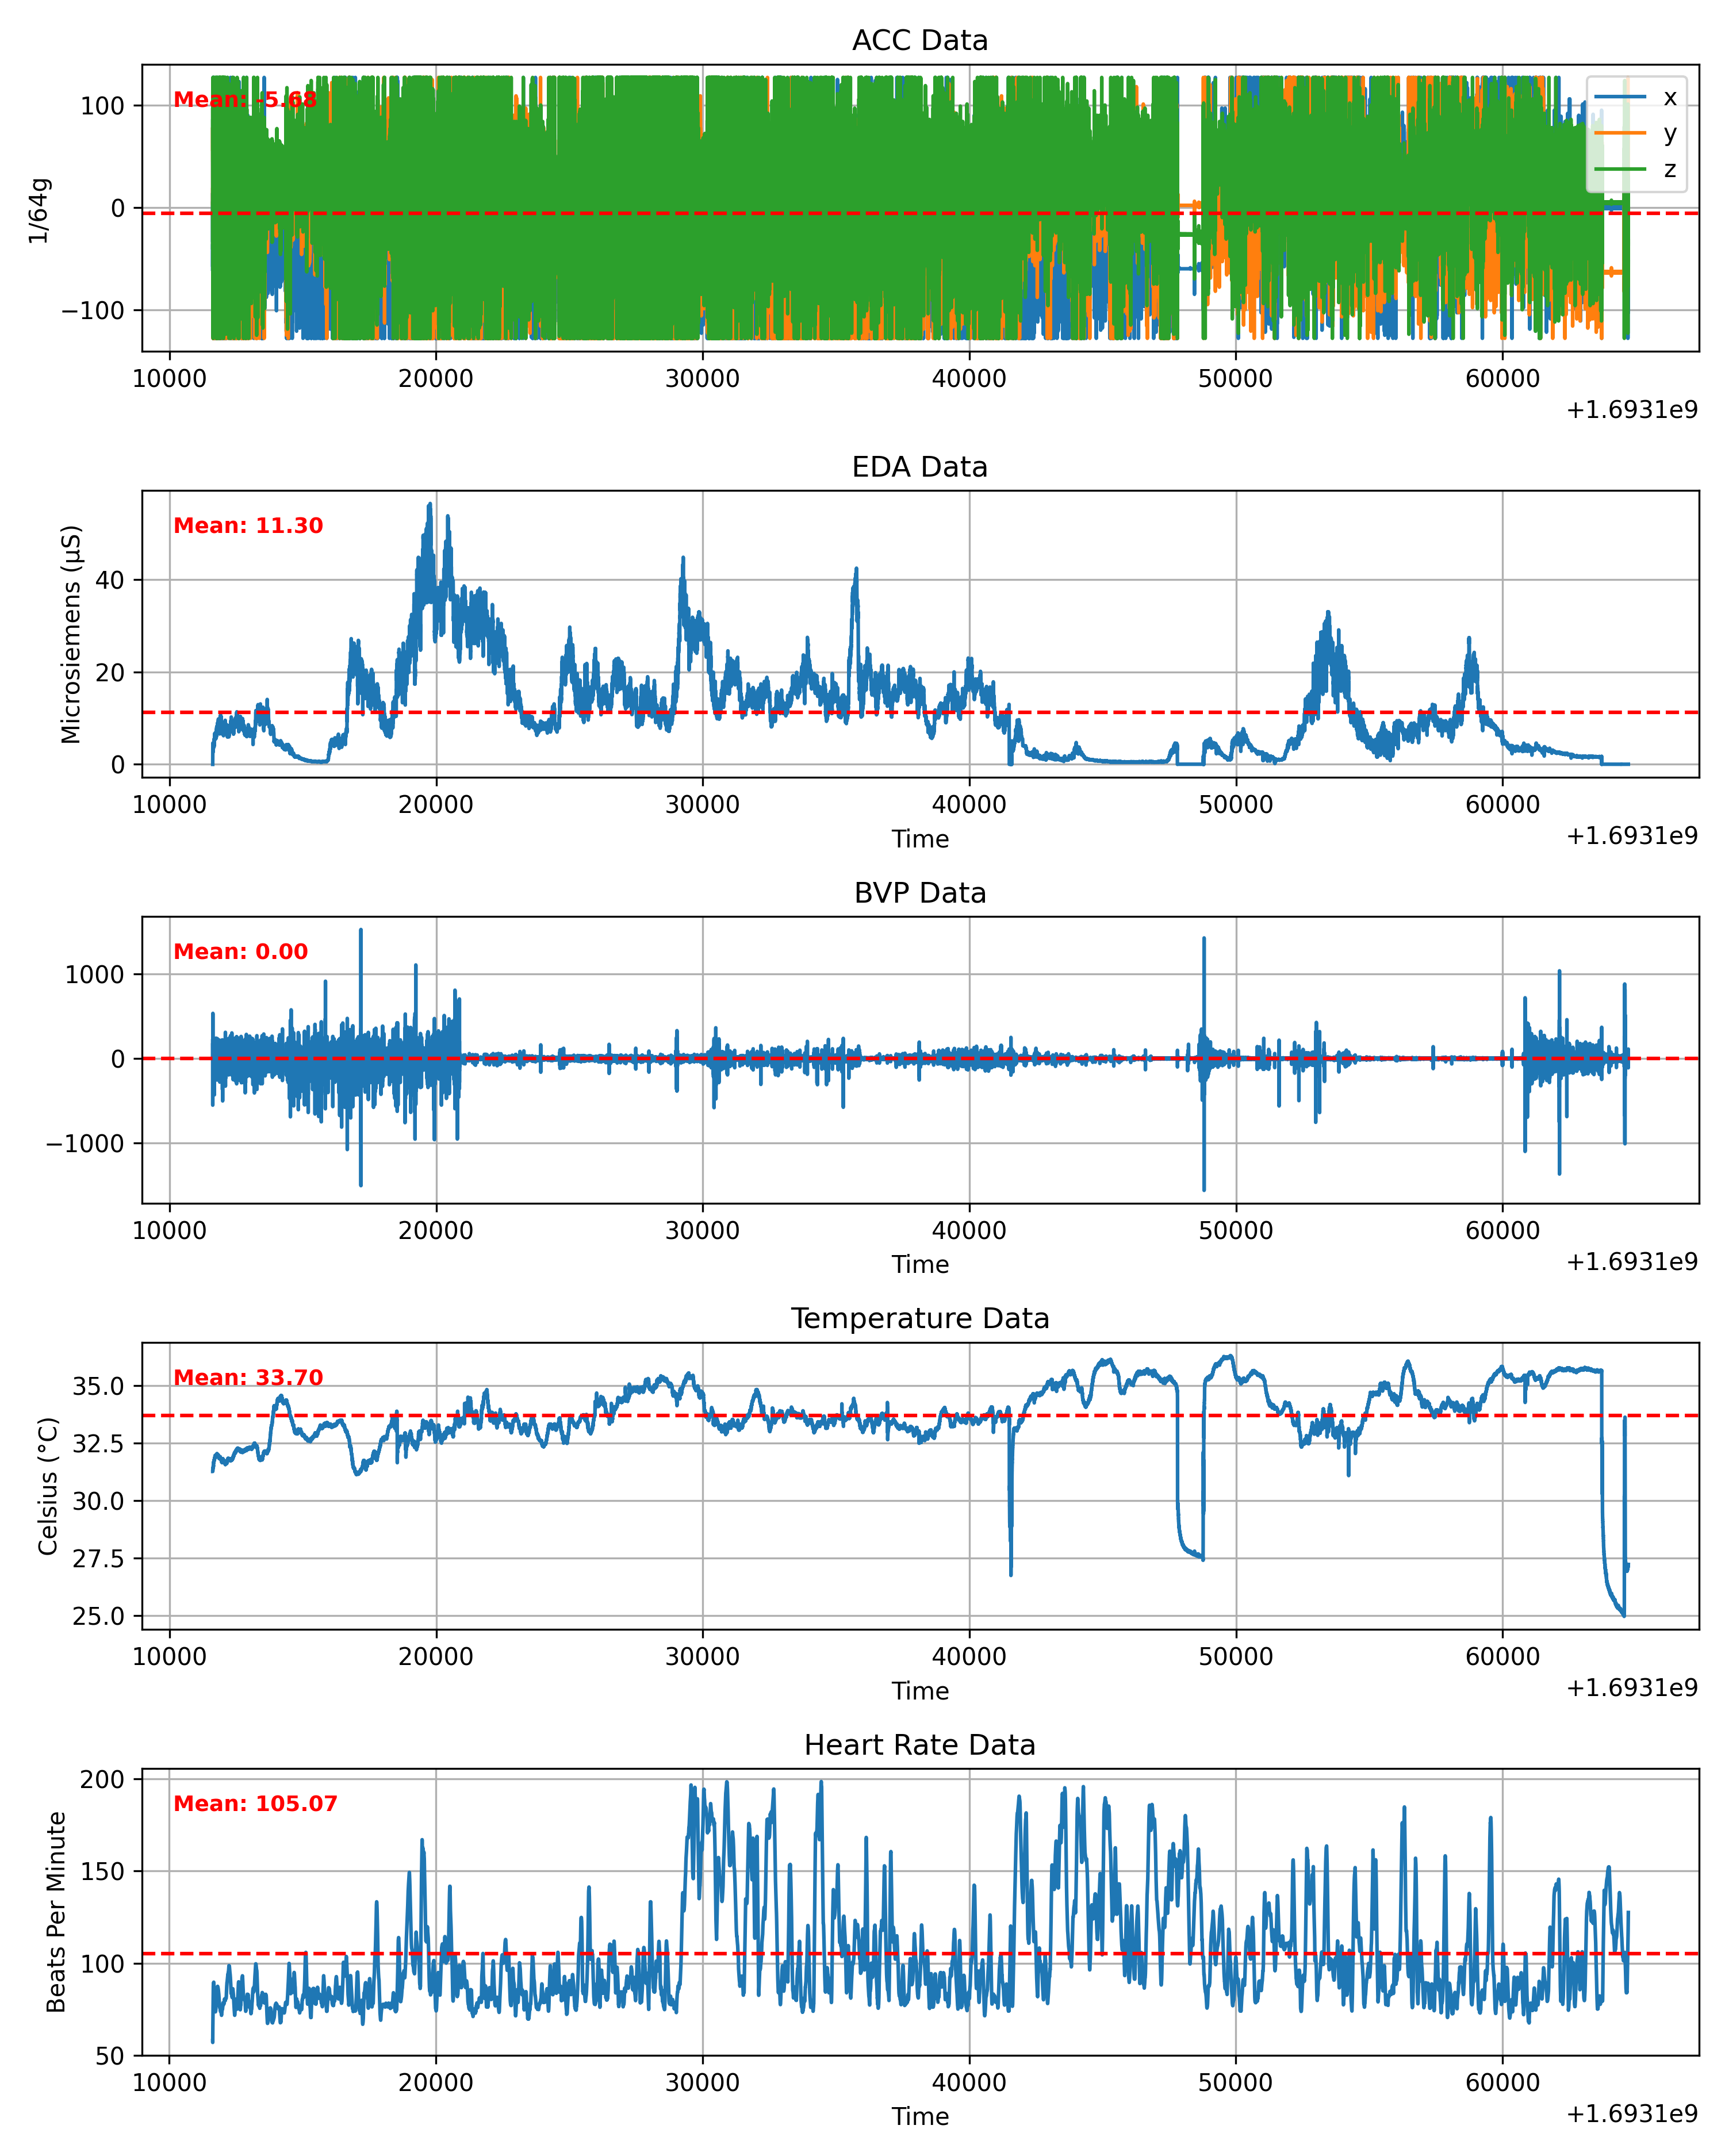 ACC Data
Mean: -5.68
x
y
z
100
0
−100
1/64g
10000 20000 30000 40000 50000 60000
+1.6931e9
EDA Data
Mean: 11.30
40
20
0
Microsiemens (µS)
10000 20000 30000 40000 50000 60000
Time
+1.6931e9
BVP Data
Mean: 0.00
1000
0
−1000
10000 20000 30000 40000 50000 60000
Time
+1.6931e9
Temperature Data
Mean: 33.70
35.0
32.5
30.0
27.5
25.0
Celsius (°C)
10000 20000 30000 40000 50000 60000
Time
+1.6931e9
Heart Rate Data
Mean: 105.07
200
150
100
50
Beats Per Minute
10000 20000 30000 40000 50000 60000
Time
+1.6931e9